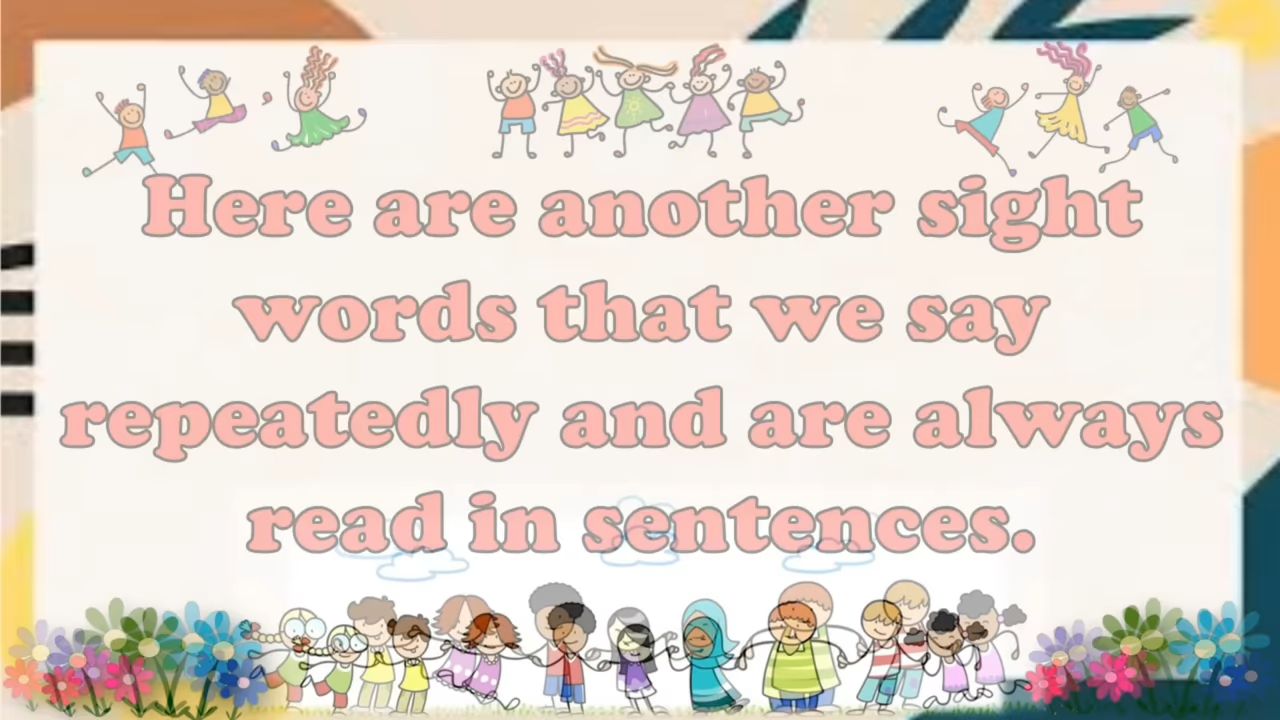 Here are another sight
words that we say
repeatedly and are always
read in sentences.